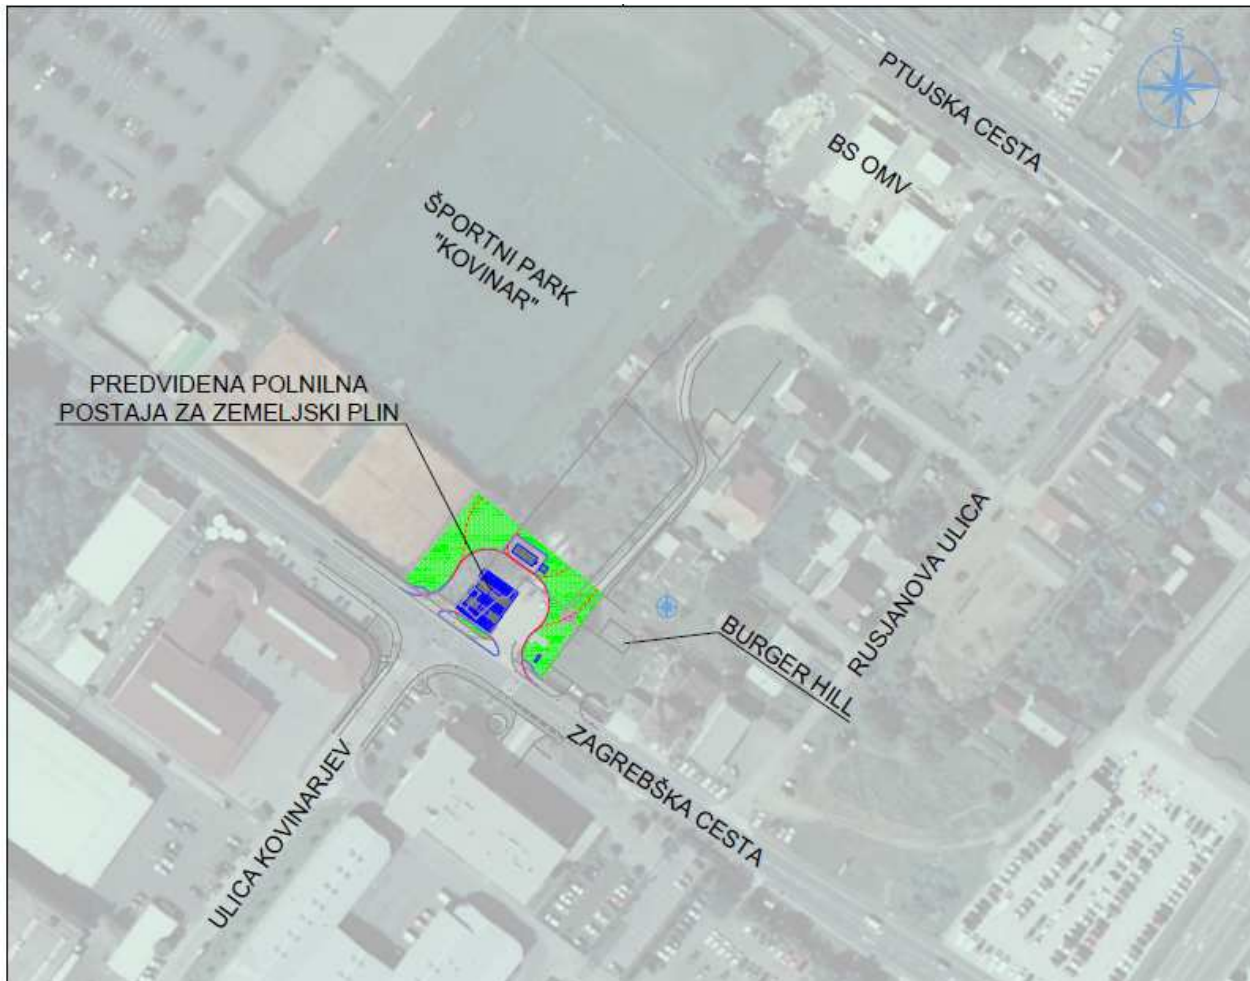 S
PTUJSKA CESTA
BS OMV
ŠPORTNI PARK
"KOVINAR"
PREDVIDENA POLNILNA
POSTAJA ZA ZEMELJSKI PLIN
RUSJANOVA ULICA
BURGER HILL
ZAGREBŠKA CESTA
ULICA KOVINARJEV